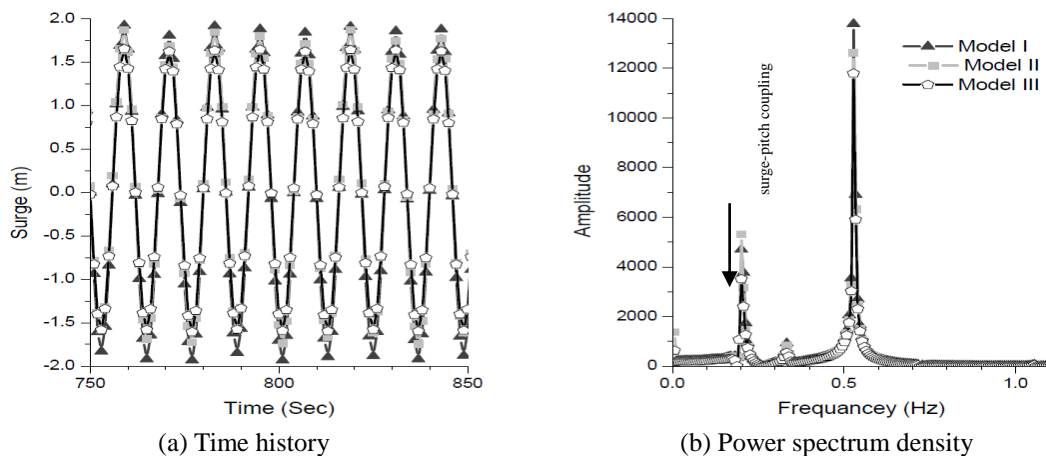 2.0
1.5
1.0
0.5
0.0
-0.5
-1.0
-1.5
-2.0
Surge (m)
750
800
850
Time (Sec)
(a) Time history
14000
12000
10000
8000
6000
4000
2000
0
Amplitude
surge-pitch coupling
Model I
Model II
Model III
0.0
0.5
1.0
Frequancey (Hz)
(b) Power spectrum density